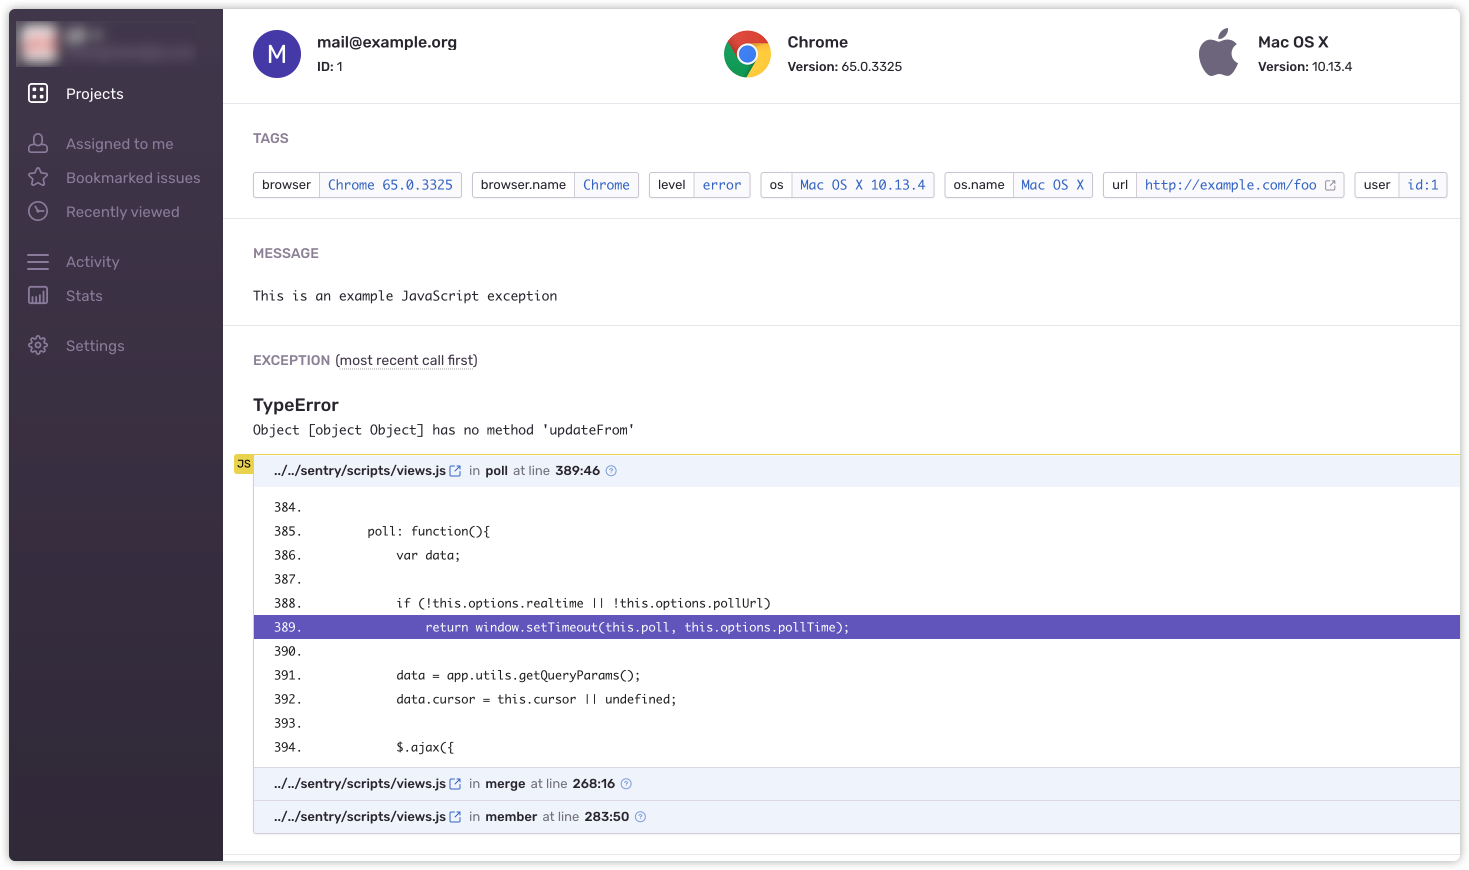 Projects
Assigned to me
Bookmarked issues
Recently viewed
Activity
Stats
Settings
M
mail@example.org
ID: 1
Chrome
Version: 65.0.3325
Mac OS X
Version: 10.13.4
TAGS
browser Chrome 65.0.3325 browser.name Chrome level error os Mac OS X 10.13.4 os.name Mac OS X url http://example.com/foo user id:1
MESSAGE
This is an example JavaScript exception
EXCEPTION (most recent call first)
TypeError
Object [object Object] has no method 'updateFrom'
JS
../../sentry/scripts/views.js in poll at line 389:46 ?
384.
385. poll: function(){
386. var data;
387.
388. if (!this.options.realtime || !this.options.pollUrl)
389. return window.setTimeout(this.poll, this.options.pollTime);
390.
391. data = app.utils.getQueryParams();
392. data.cursor = this.cursor || undefined;
393.
394. $.ajax({
../../sentry/scripts/views.js in merge at line 268:16 ?
../../sentry/scripts/views.js in member at line 283:50 ?